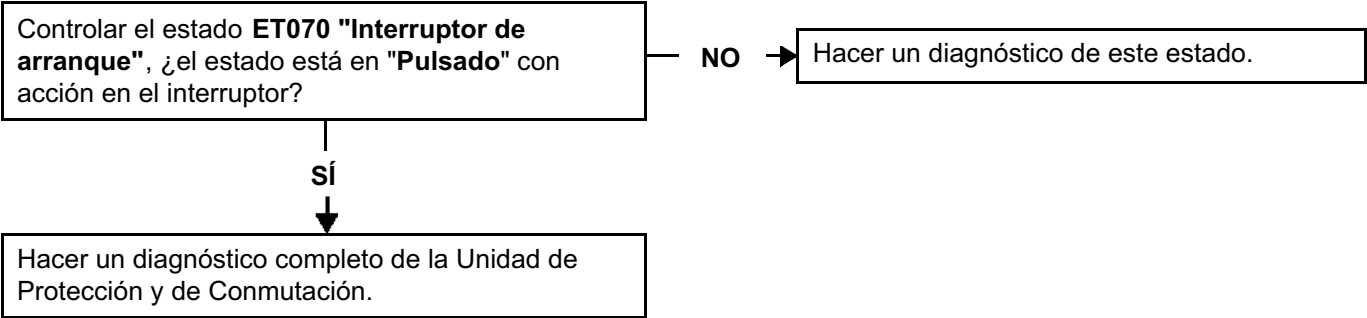 Controlar el estado ET070 "Interruptor de
arranque", ¿el estado está en "Pulsado" con
acción en el interruptor?
NO
Hacer un diagnóstico de este estado.
SÍ
Hacer un diagnóstico completo de la Unidad de
Protección y de Conmutación.